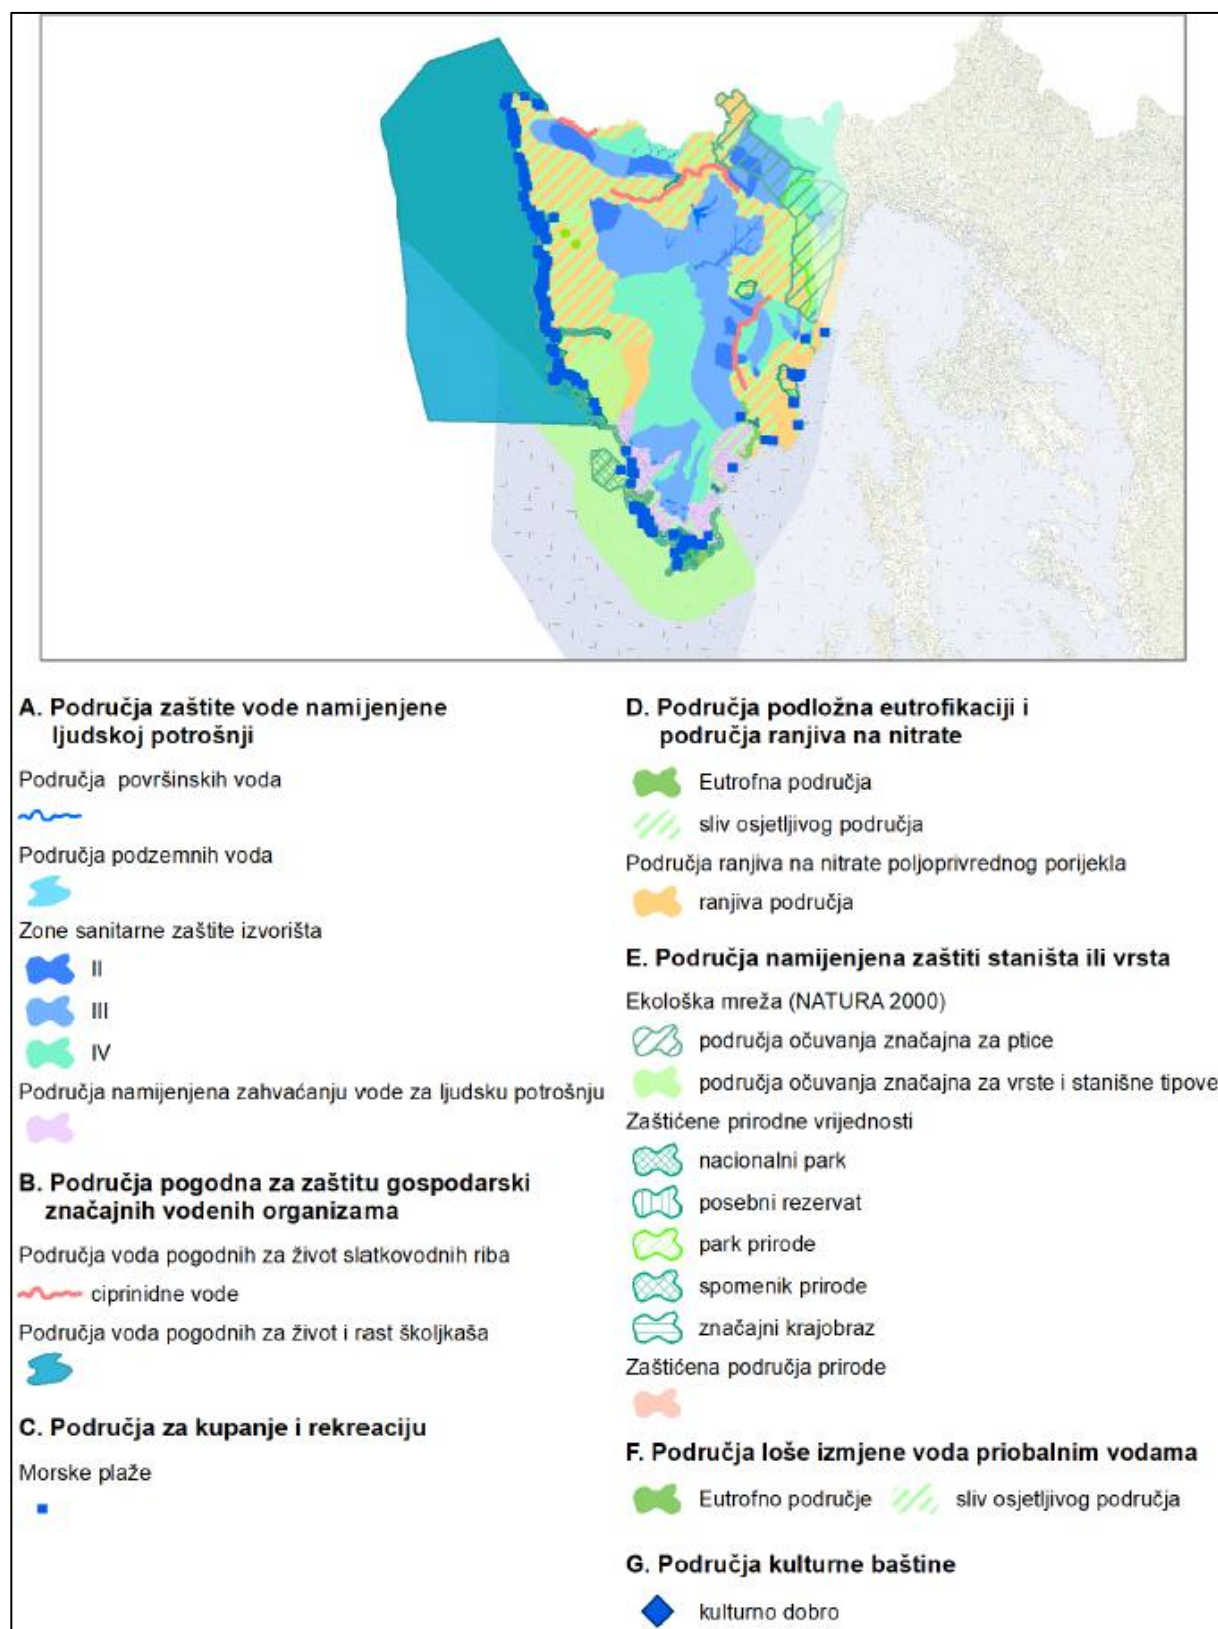 A. Područja zaštite vode namijenjene
ljudskoj potrošnji
Područja površinskih voda
Područja podzemnih voda
Zone sanitarne zaštite izvorišta
II
III
IV
Područja namijenjena zahvaćanju vode za ljudsku potrošnju
B. Područja pogodna za zaštitu gospodarski
značajnih vodenih organizama
Područja voda pogodnih za život slatkovodnih riba
ciprinidne vode
Područja voda pogodnih za život i rast školjkaša
C. Područja za kupanje i rekreaciju
Morske plaže
D. Područja podložna eutrofikaciji i
područja ranjiva na nitrate
Eutrofna područja
sliv osjetljivog područja
Područja ranjiva na nitrate poljoprivrednog porijekla
ranjiva područja
E. Područja namijenjena zaštiti staništa ili vrsta
Ekološka mreža (NATURA 2000)
područja očuvanja značajna za ptice
područja očuvanja značajna za vrste i stanišne tipove
Zaštićene prirodne vrijednosti
nacionalni park
posebni rezervat
park prirode
spomenik prirode
značajni krajobraz
Zaštićena područja prirode
F. Područja loše izmjene voda priobalnim vodama
Eutrofno područje sliv osjetljivog područja
G. Područja kulturne baštine
kulturno dobro